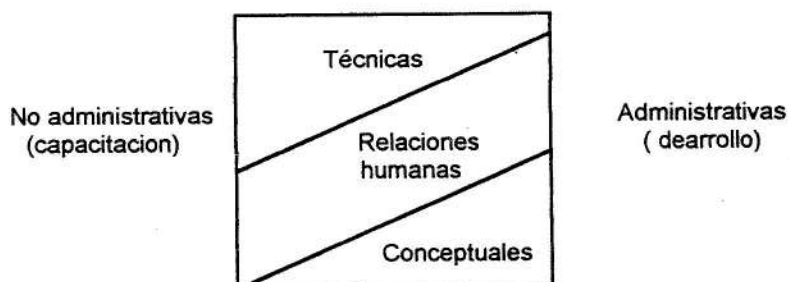 Técnicas
No administrativas
(capacitacion)
Relaciones
humanas
Administrativas
( dearrollo)
Conceptuales